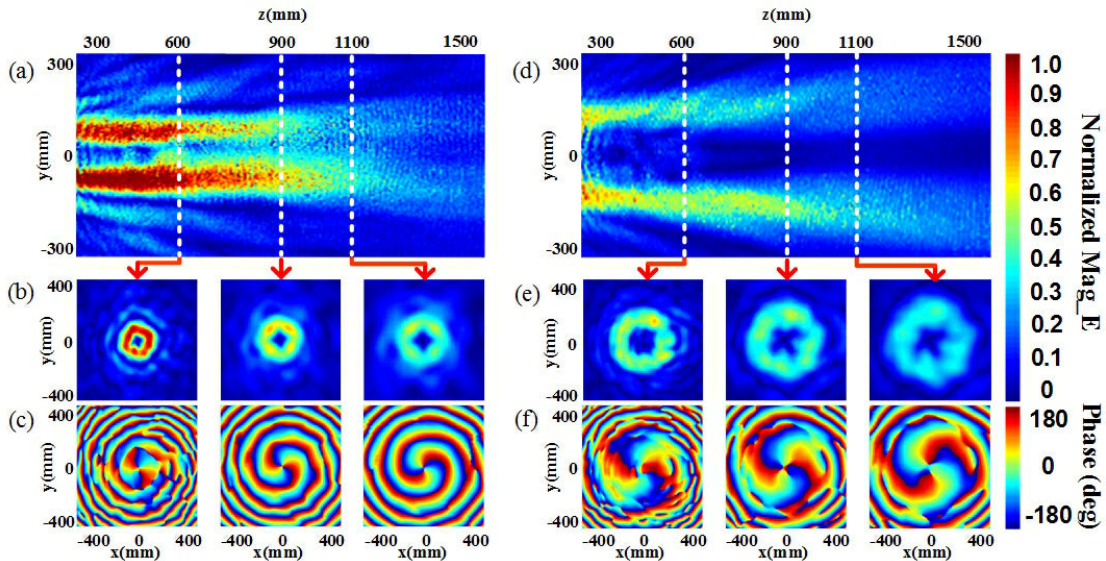 z(mm)
300 600 900 1100 1500
(a)
300
0
-300
y(mm)
z(mm)
300 600 900 1100 1500
(d)
300
0
-300
y(mm)
1.0
0.9
0.8
0.7
0.6
0.5
0.4
0.3
0.2
0.1
0
Normalized Mag_E
(b)
400
0
-400
y(mm)
(e)
400
0
-400
y(mm)
(c)
400
0
-400
y(mm)
-400 0 400 -400 0 400 -400 0 400
x(mm) x(mm) x(mm)
(f)
400
0
-400
y(mm)
-400 0 400 -400 0 400 -400 0 400
x(mm) x(mm) x(mm)
180
90
0
-90
-180
Phase (deg)